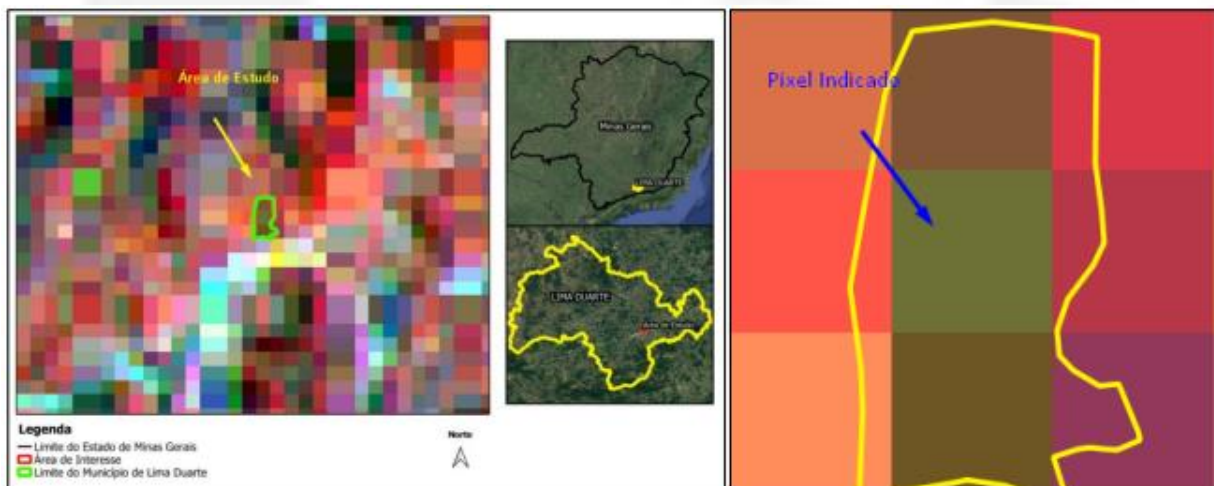 Área de Estudo
Minas Gerais
LIMA DUARTE
LIMA DUARTE
Área de Estudo
Pixel Indicado
Legenda
Limite do Estado de Minas Gerais
Área de Interesse
Limite do Município de Lima Duarte
Norte